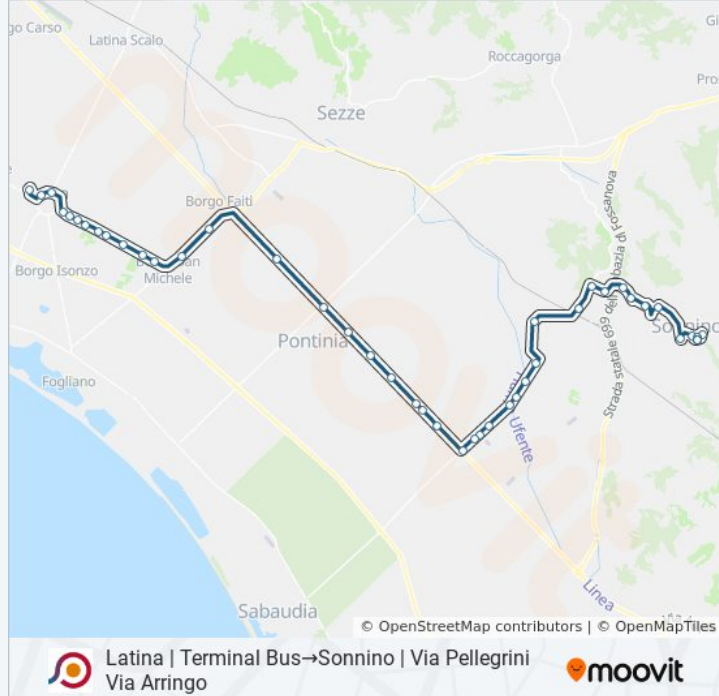 go Carso
Latina Scalo
Roccagorga
Sezze
Borgo Faiti
Borgo Isonzo
Michele
Pontinia
Sonnino
Strada statale 699 dell'Abbazia di Fossanova
Fogliano
Ufente
Sabaudia
Linea
© OpenStreetMap contributors | © OpenMapTiles
Latina | Terminal Bus→Sonnino | Via Pellegrini
Via Arringo
moovit